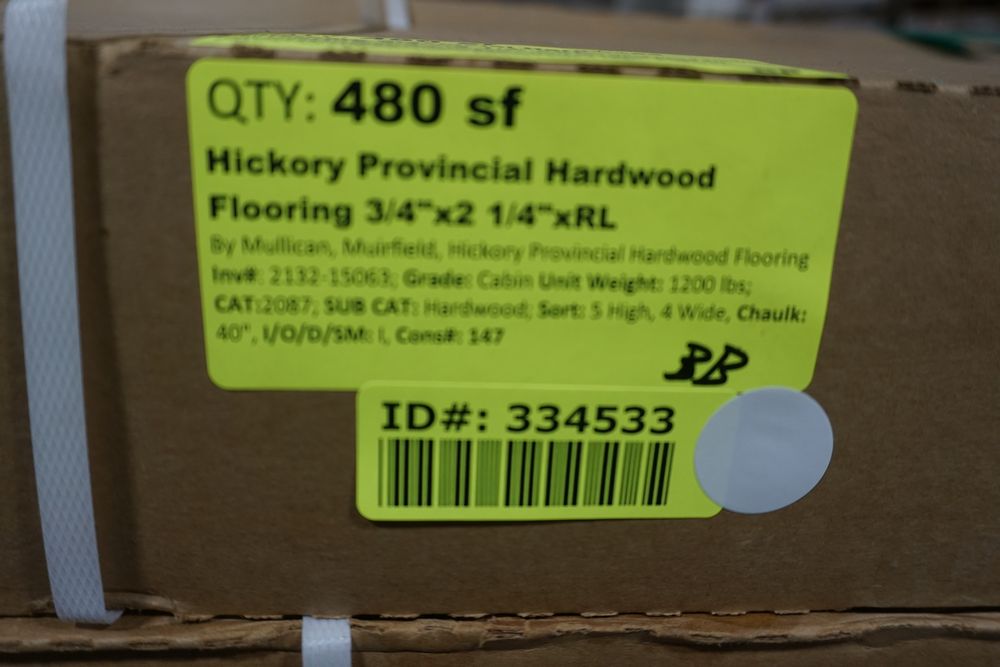 QTY: 480 sf
Hickory Provincial Hardwood
Flooring 3/4"x2 1/4"xRL
By Mullican, Muirfield, Hickory Provincial Hardwood Flooring
Inv#: 2132-15063; Grade: Cabin Unit Weight: 1200 lbs;
CAT:2087; SUB CAT: Hardwood; Sort: 5 High, 4 Wide, Chaulk:
40", I/O/D/SM: I, Cons#: 147
BB
ID#: 334533